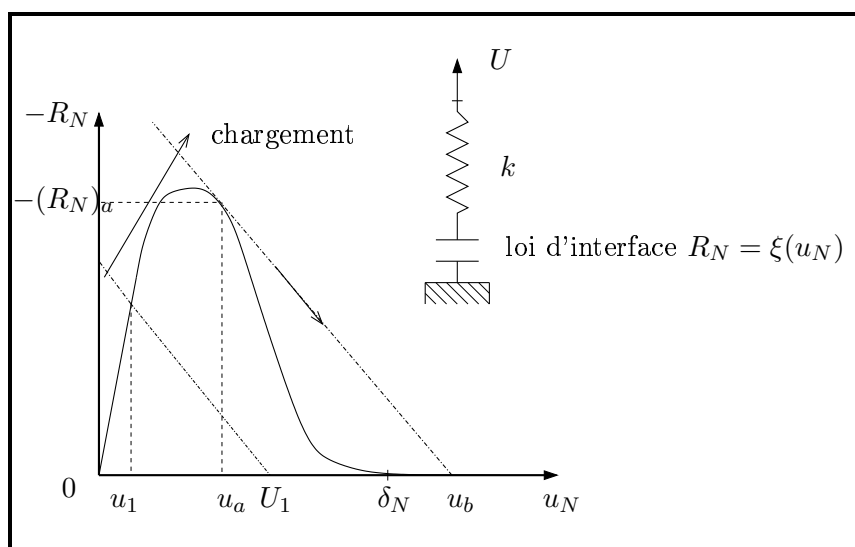 U
−R_N
chargement
k
−(R_N)_a
loi d'interface R_N = ξ(u_N)
0
u_1
u_a
U_1
δ_N
u_b
u_N